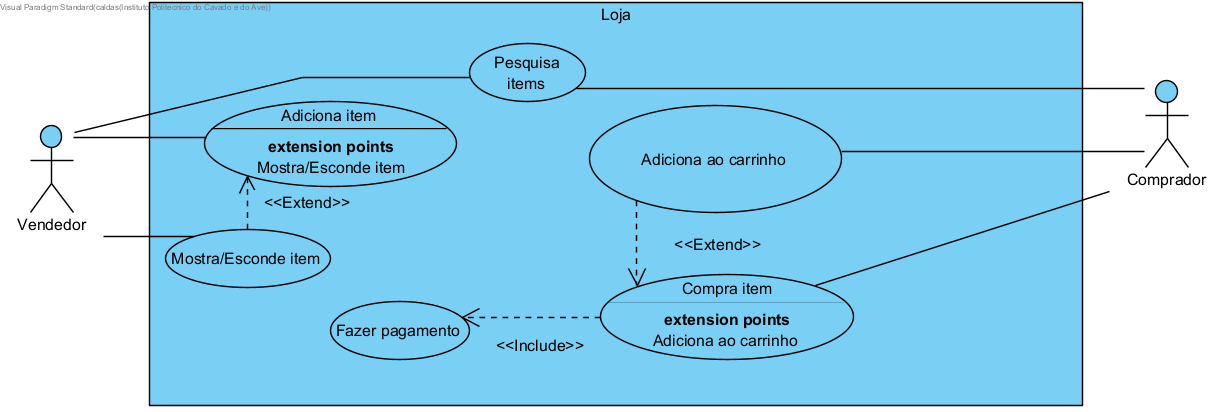 Visual Paradigm Standard(caldas(Instituto Politecnico do Cavado e do Ave))
Loja
Pesquisa
items
Adiciona item
extension points
Mostra/Esconde item
Adiciona ao carrinho
Vendedor
Comprador
<<Extend>>
<<Extend>>
Mostra/Esconde item
Compra item
extension points
Adiciona ao carrinho
Fazer pagamento
<<Include>>